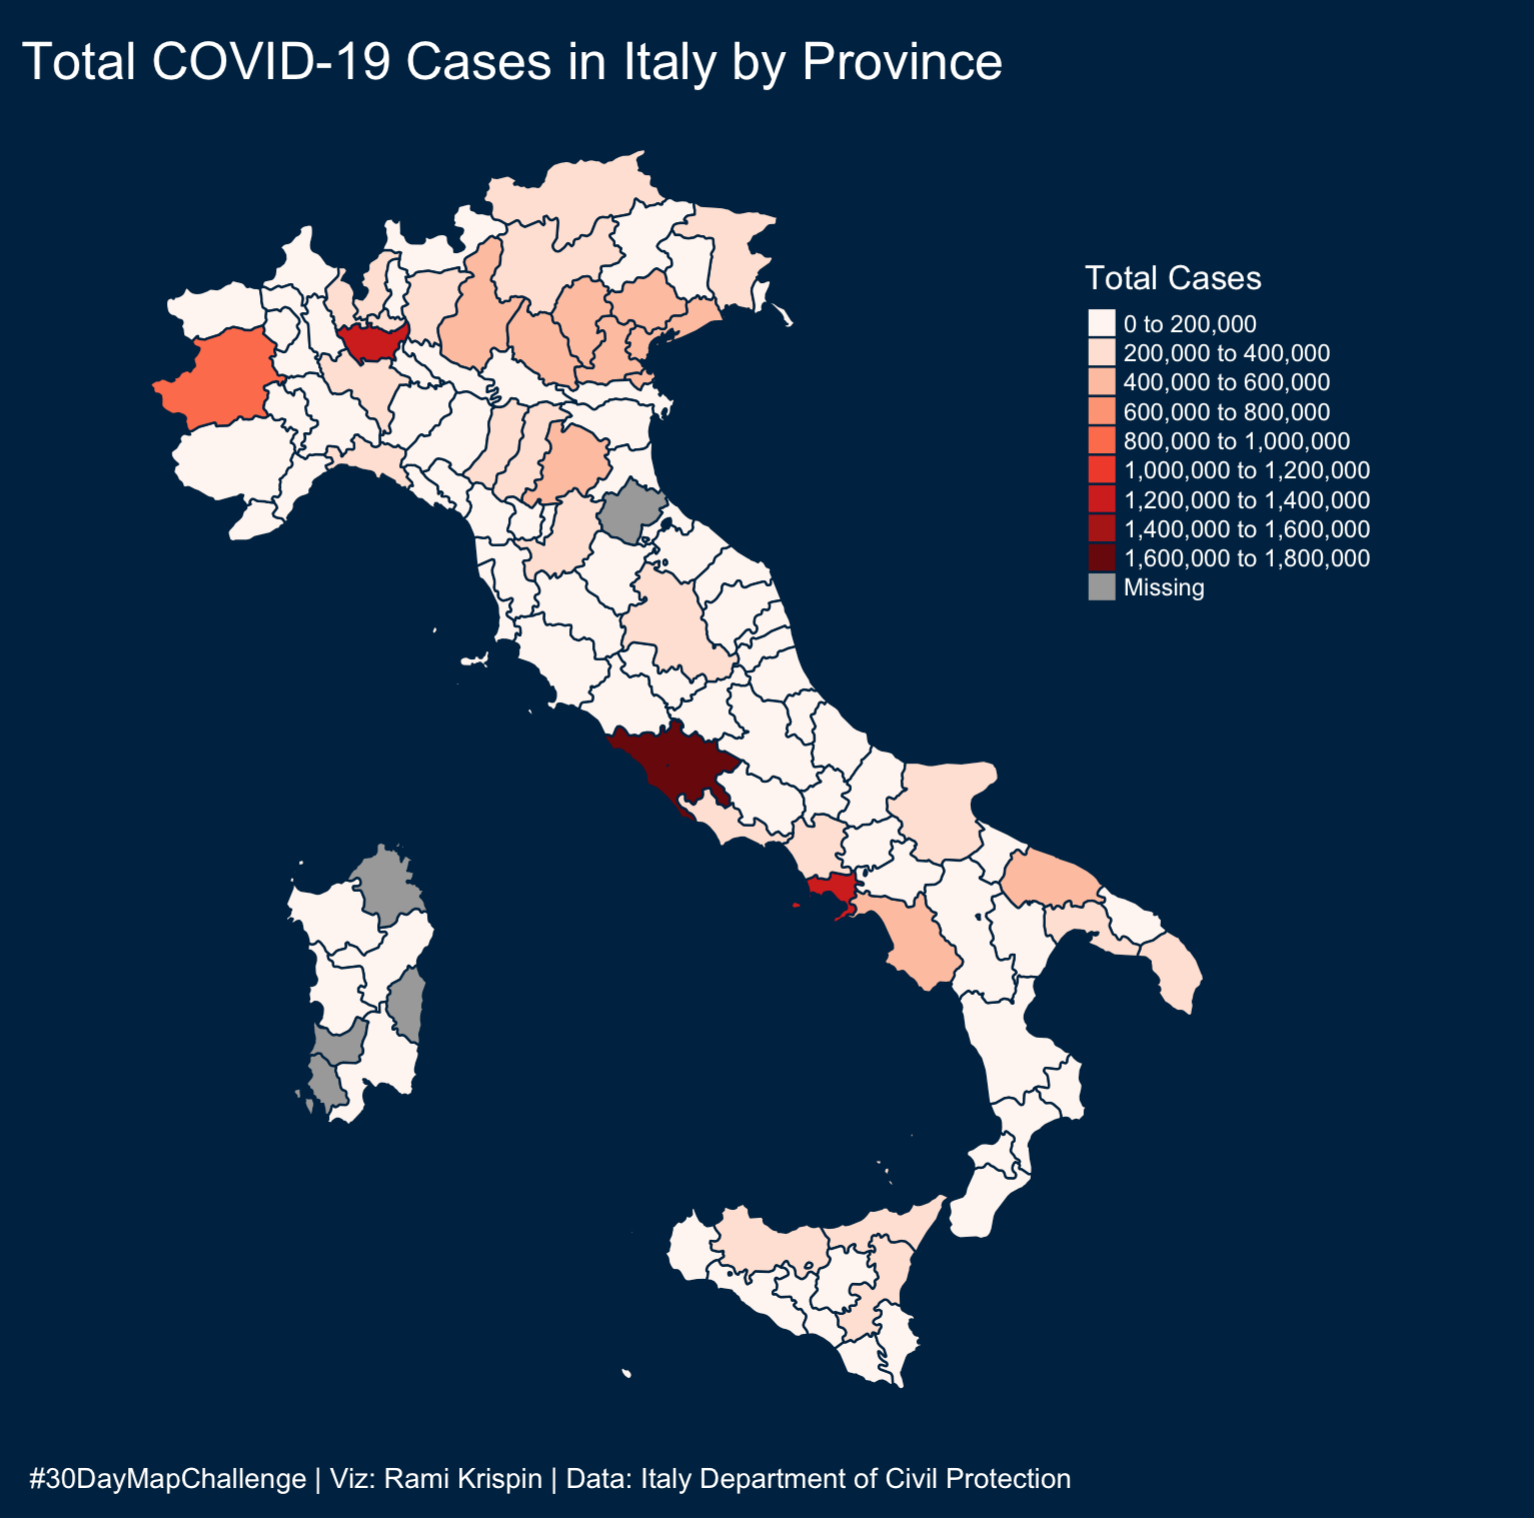 Total COVID-19 Cases in Italy by Province
Total Cases
0 to 200,000
200,000 to 400,000
400,000 to 600,000
600,000 to 800,000
800,000 to 1,000,000
1,000,000 to 1,200,000
1,200,000 to 1,400,000
1,400,000 to 1,600,000
1,600,000 to 1,800,000
Missing
#30DayMapChallenge | Viz: Rami Krispin | Data: Italy Department of Civil Protection